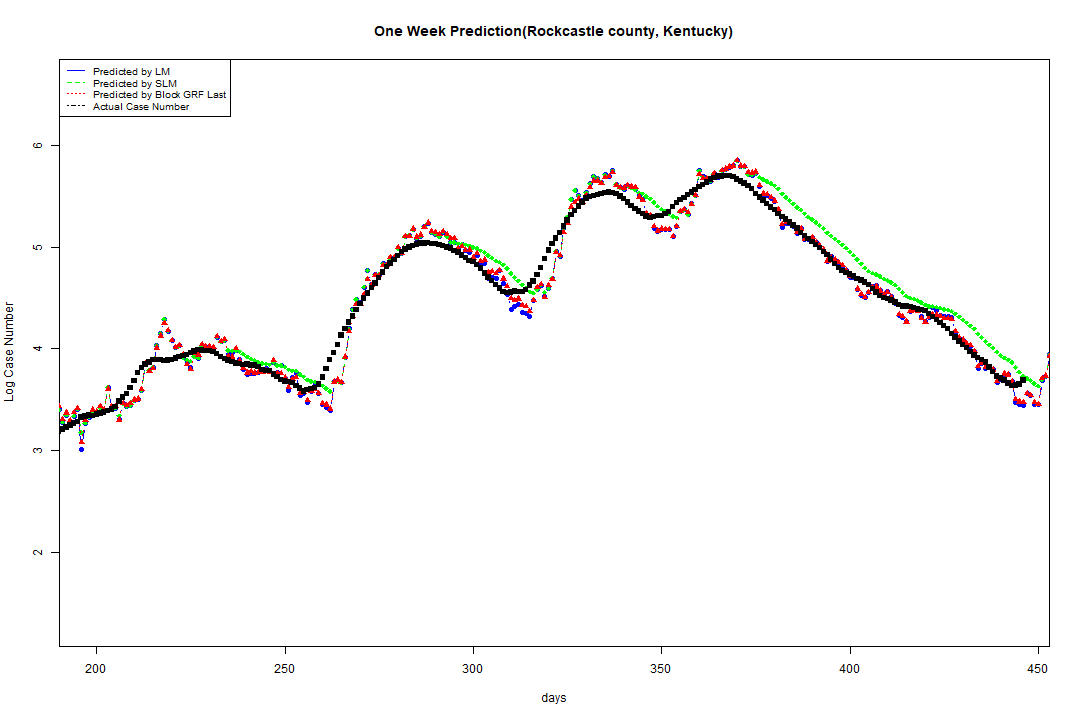 One Week Prediction(Rockcastle county, Kentucky)
Predicted by LM
Predicted by SLM
Predicted by Block GRF Last
Actual Case Number
6
5
4
3
2
Log Case Number
200 250 300 350 400 450
days